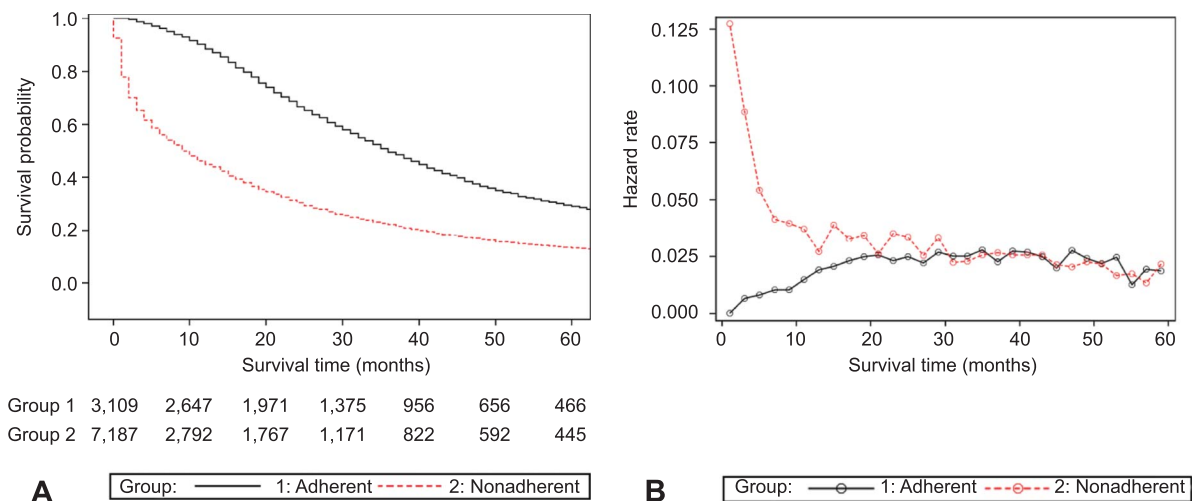 1.0
0.8
0.6
0.4
0.2
0.0
Survival probability
0 10 20 30 40 50 60
Survival time (months)
Group 1 3,109 2,647 1,971 1,375 956 656 466
Group 2 7,187 2,792 1,767 1,171 822 592 445
A
Group: 1: Adherent 2: Nonadherent
0.125
0.100
0.075
0.050
0.025
0.000
Hazard rate
0 10 20 30 40 50 60
Survival time (months)
B
Group: 1: Adherent 2: Nonadherent